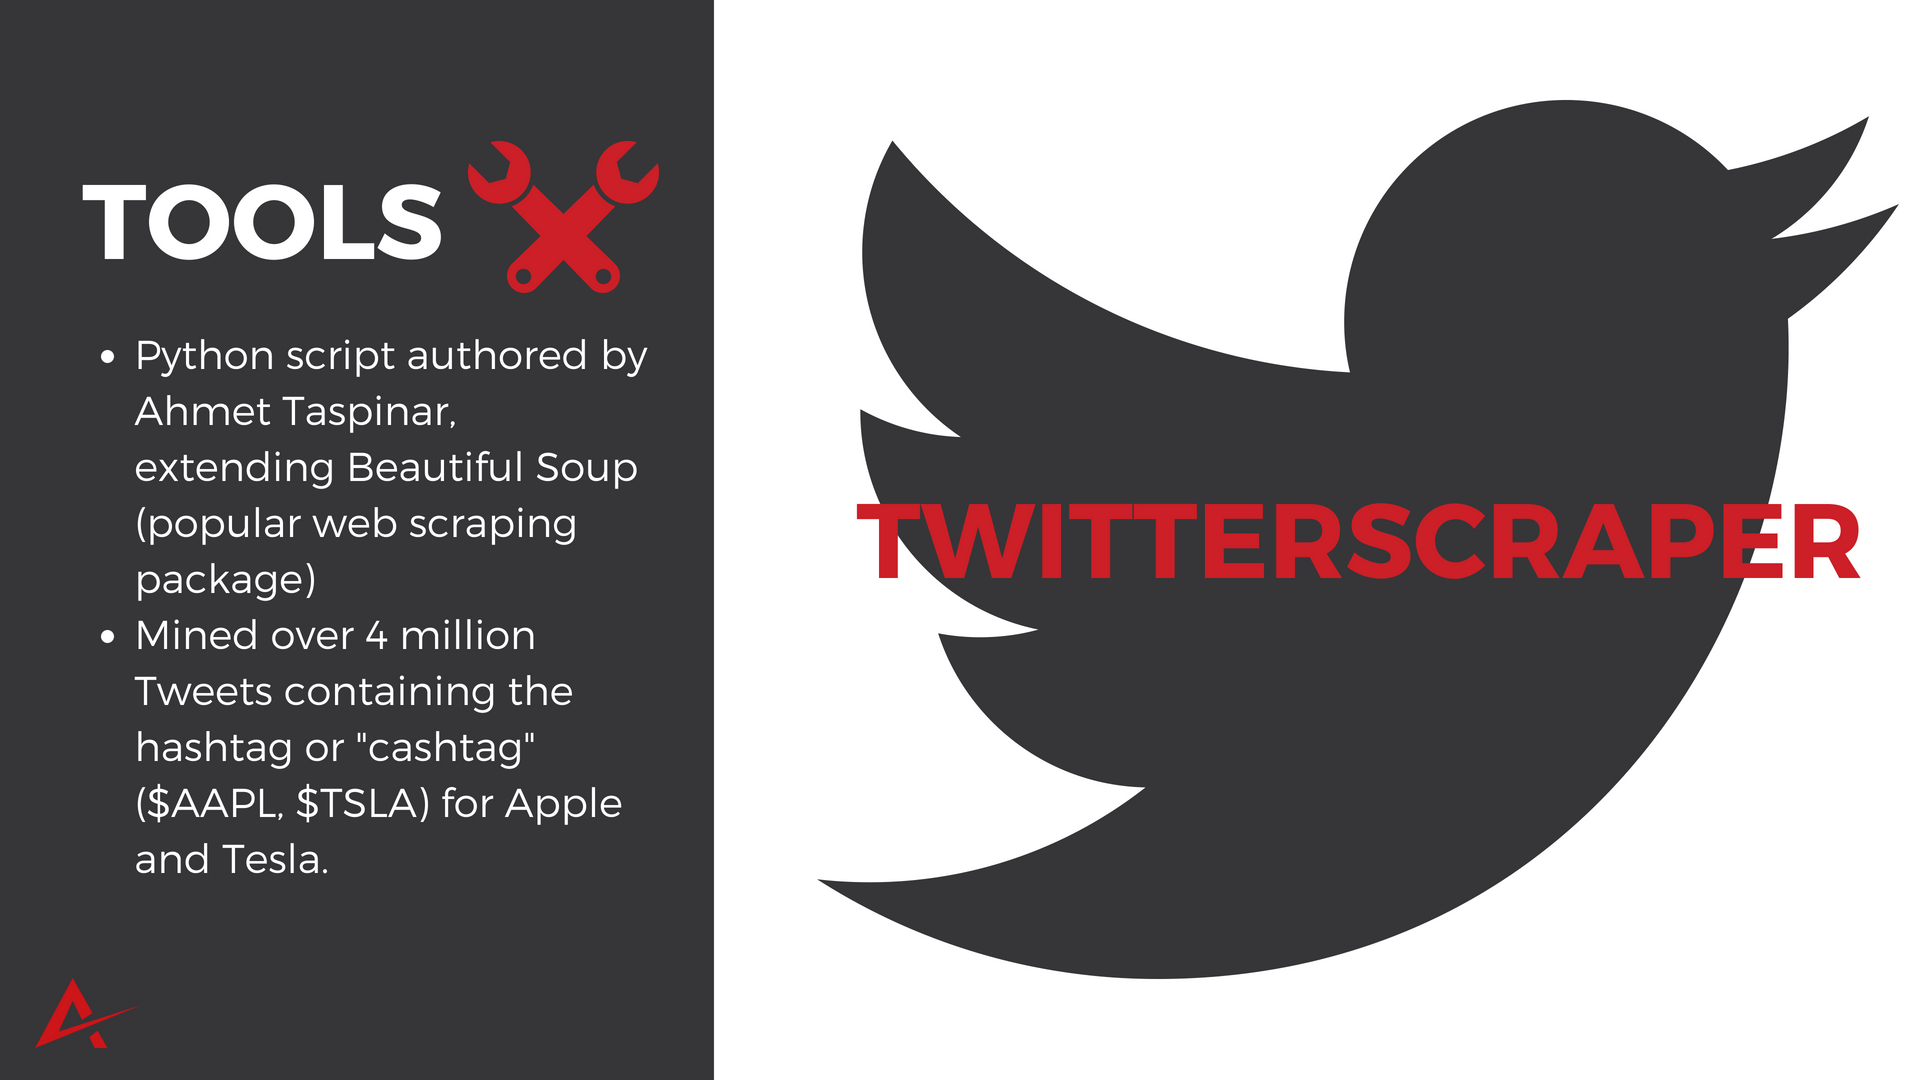 TOOLS
• Python script authored by
Ahmet Taspinar,
extending Beautiful Soup
(popular web scraping
package)
• Mined over 4 million
Tweets containing the
hashtag or "cashtag"
($AAPL, $TSLA) for Apple
and Tesla.
TWITTERSCRAPER